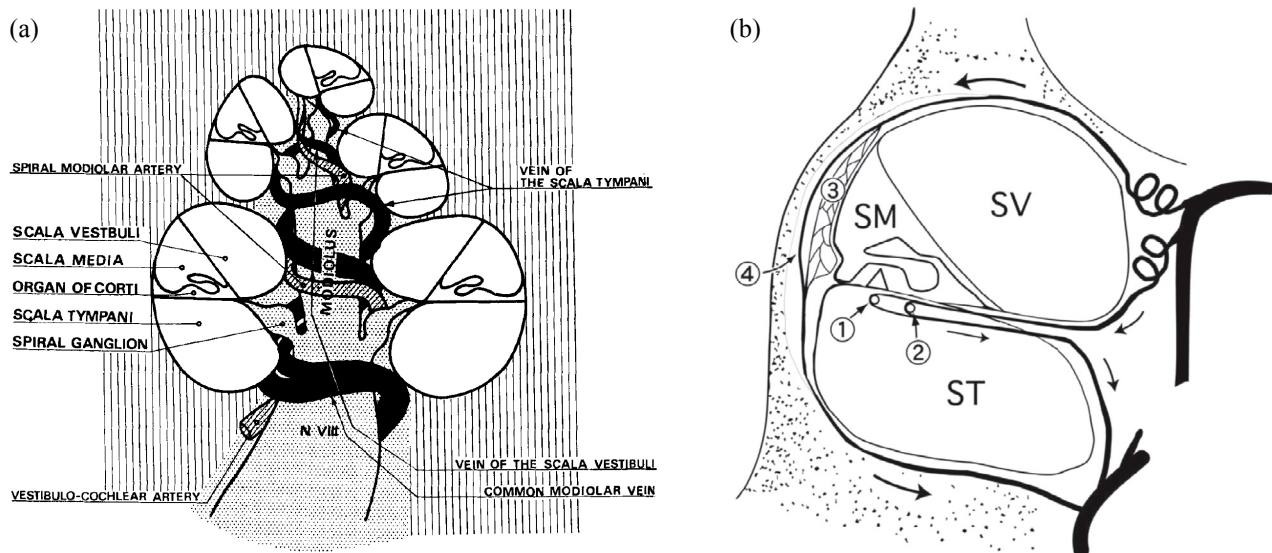 (a)
SPIRAL MODIOLAR ARTERY
SCALA VESTBULI
SCALA MEDIA
ORGAN OF CORTI
SCALA TYMPANI
SPIRAL GANGLION
VESTIBULO-COCHLEAR ARTERY
MODIOLUS
N VIII
VEIN OF
THE SCALA TYMPANI
VEIN OF THE SCALA VESTIBULI
COMMON MODIOLAR VEIN
(b)
③
SM
SV
④
①
②
ST